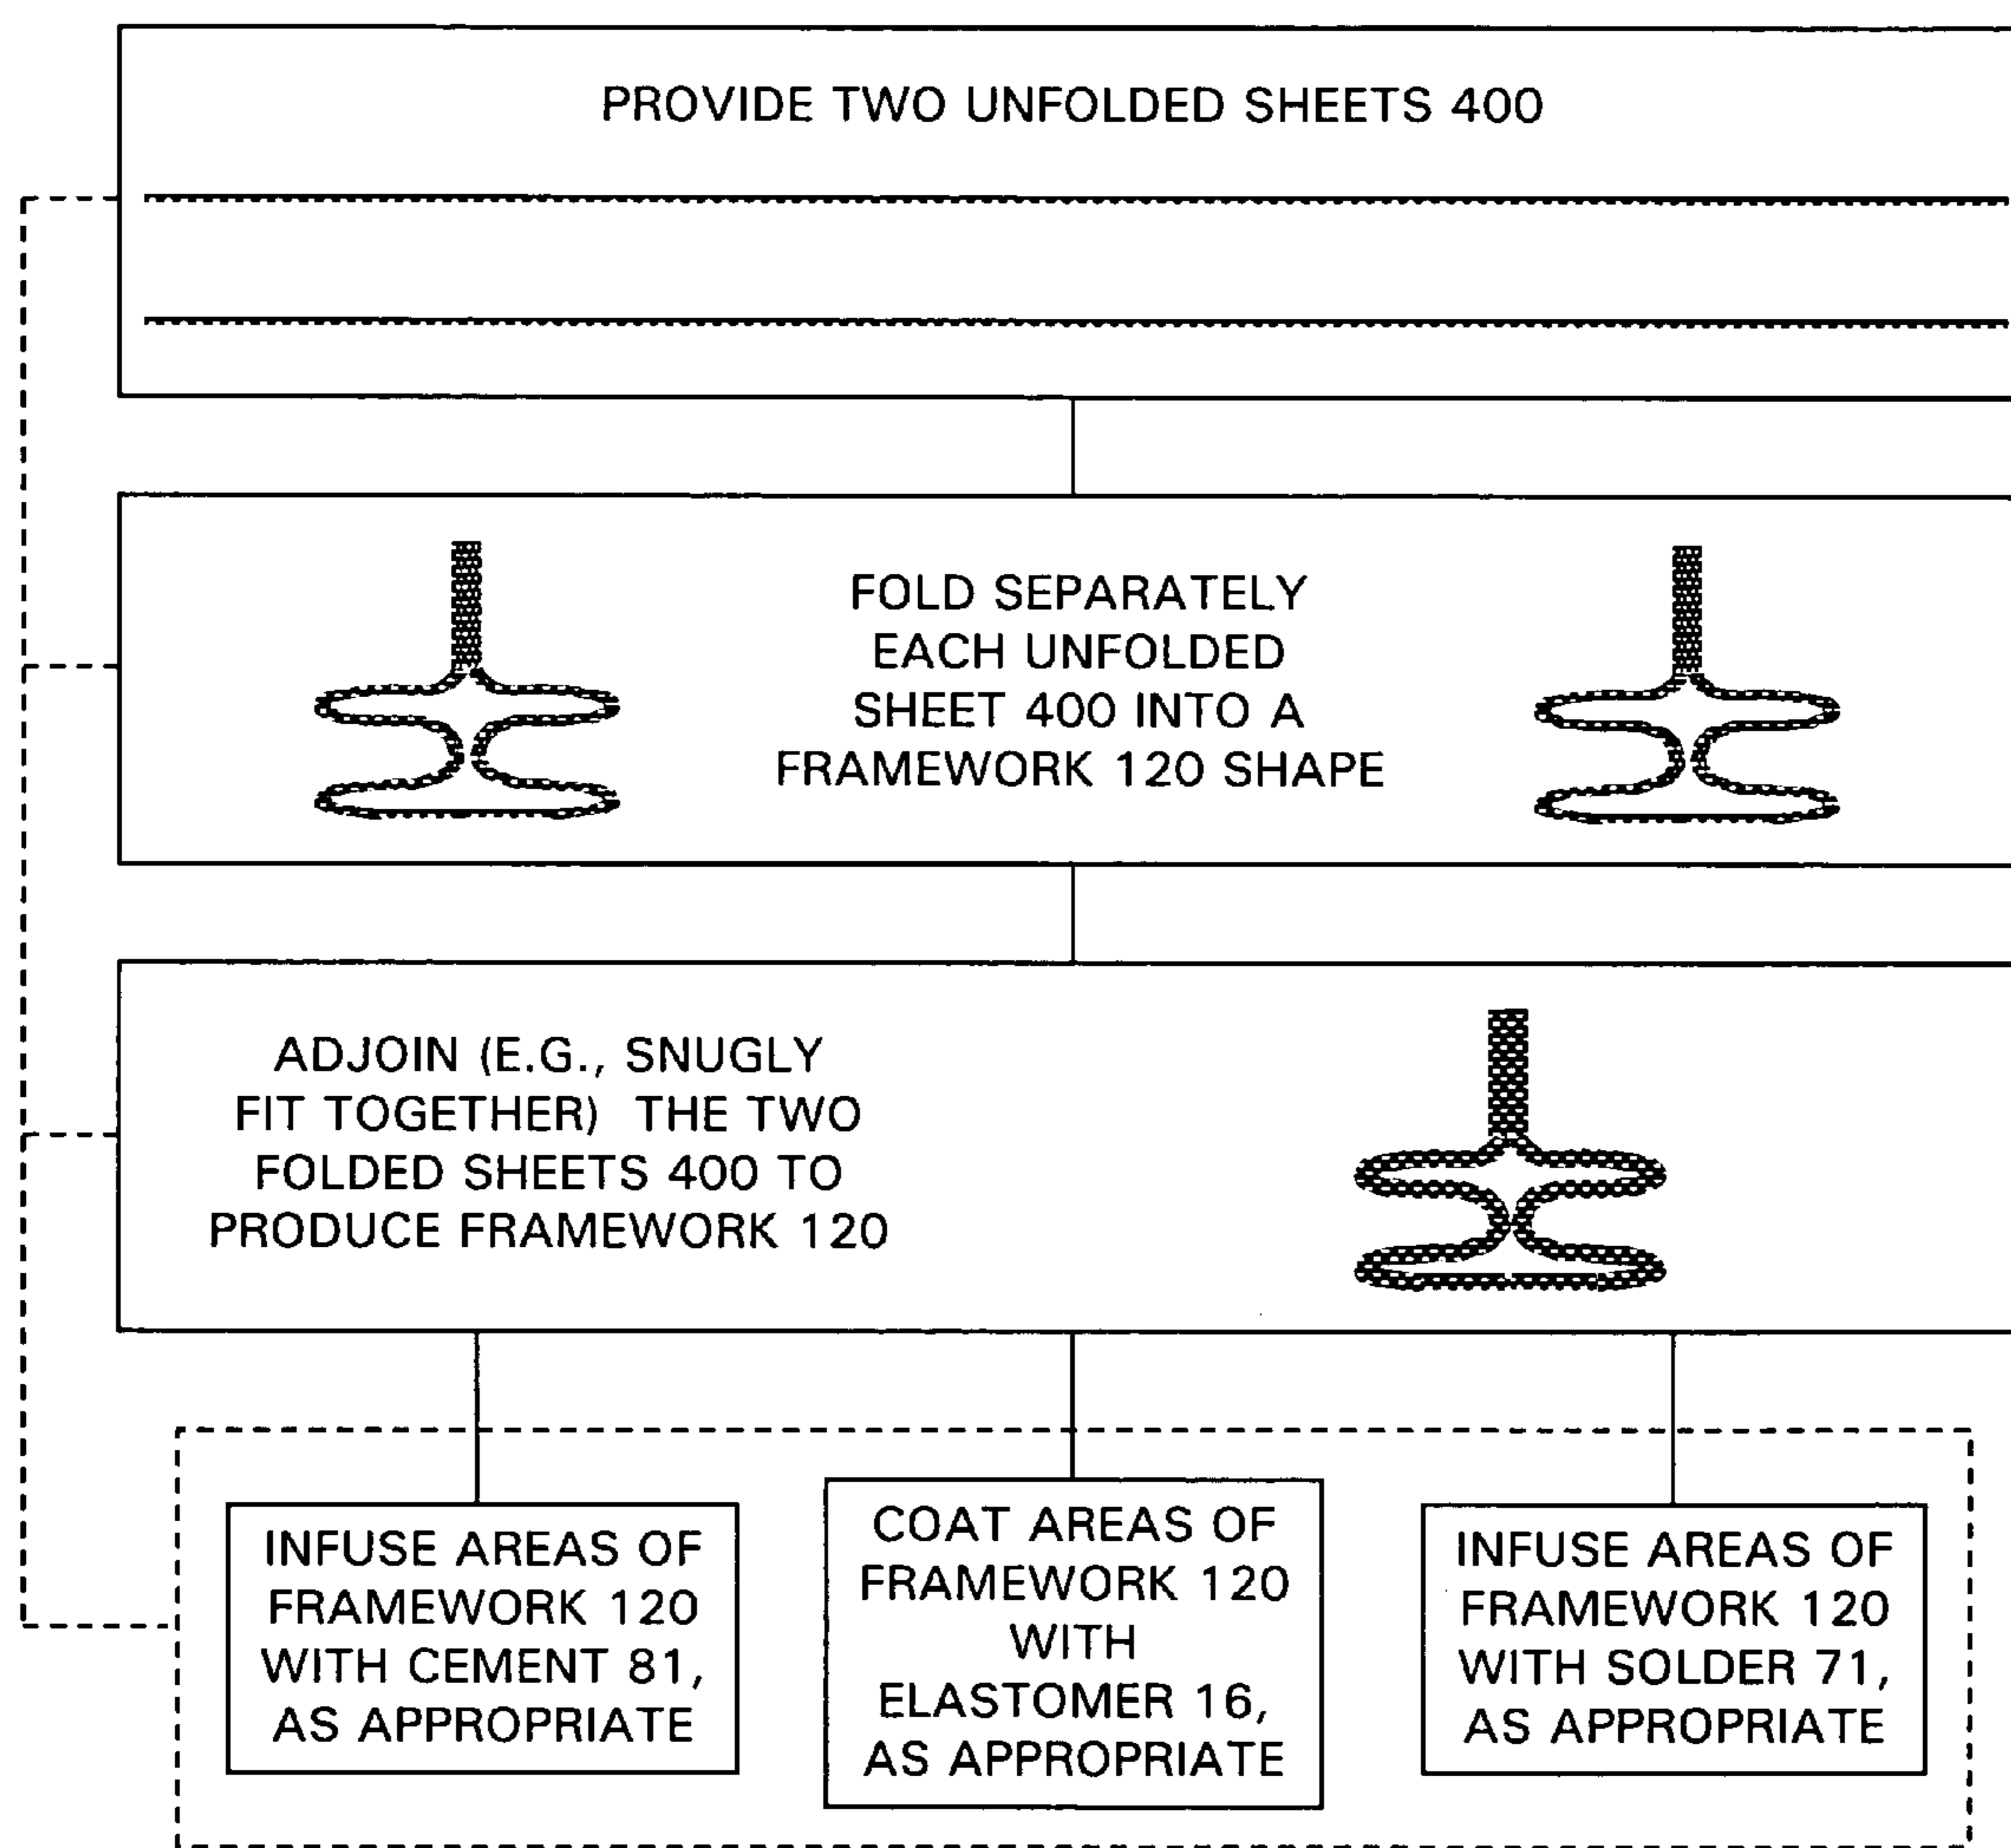 PROVIDE TWO UNFOLDED SHEETS 400
FOLD SEPARATELY
EACH UNFOLDED
SHEET 400 INTO A
FRAMEWORK 120 SHAPE
ADJOIN (E.G., SNUGLY
FIT TOGETHER) THE TWO
FOLDED SHEETS 400 TO
PRODUCE FRAMEWORK 120
INFUSE AREAS OF
FRAMEWORK 120
WITH CEMENT 81,
AS APPROPRIATE
COAT AREAS OF
FRAMEWORK 120
WITH
ELASTOMER 16,
AS APPROPRIATE
INFUSE AREAS OF
FRAMEWORK 120
WITH SOLDER 71,
AS APPROPRIATE